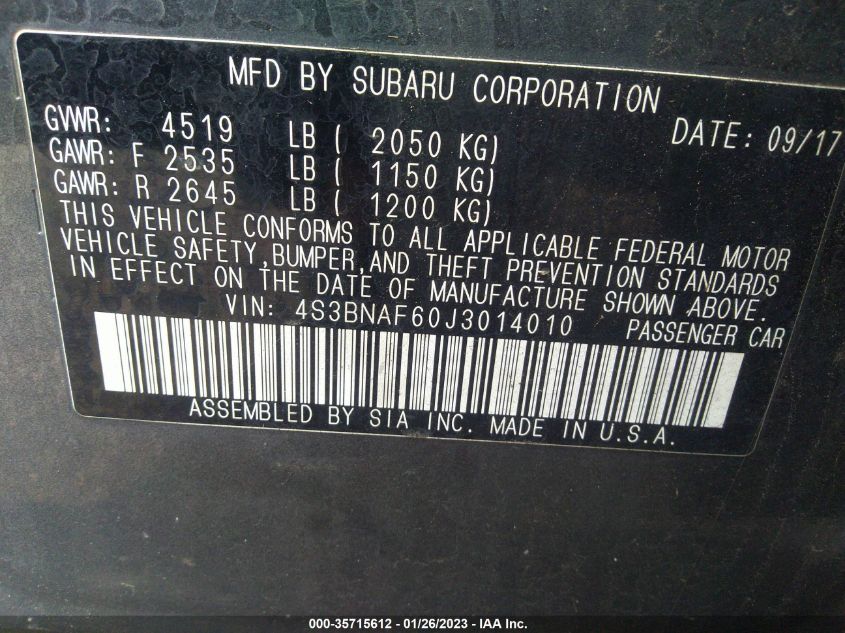 MFD BY SUBARU CORPORATION
GVWR: 4519 LB ( 2050 KG) DATE: 09/17
GAWR: F 2535 LB ( 1150 KG)
GAWR: R 2645 LB ( 1200 KG)
THIS VEHICLE CONFORMS TO ALL APPLICABLE FEDERAL MOTOR
VEHICLE SAFETY,BUMPER,AND THEFT PREVENTION STANDARDS
IN EFFECT ON THE DATE OF MANUFACTURE SHOWN ABOVE.
VIN: 4S3BNAF60J3014010 PASSENGER CAR
ASSEMBLED BY SIA INC. MADE IN U.S.A.
000-35715612 - 01/26/2023 - IAA Inc.